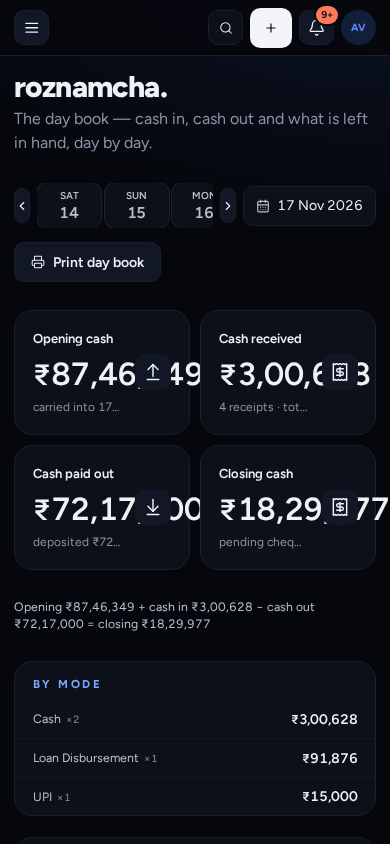 9+
AV
roznamcha.
The day book — cash in, cash out and what is left
in hand, day by day.
SAT
14
SUN
15
MON
16
17 Nov 2026
Print day book
Opening cash
carried into 17...
Cash received
4 receipts · tot...
Cash paid out
deposited ₹72...
Closing cash
pending cheq...
Opening ₹87,46,349 + cash in ₹3,00,628 − cash out
₹72,17,000 = closing ₹18,29,977
BY MODE
Cash ×2
₹3,00,628
Loan Disbursement ×1
₹91,876
UPI ×1
₹15,000